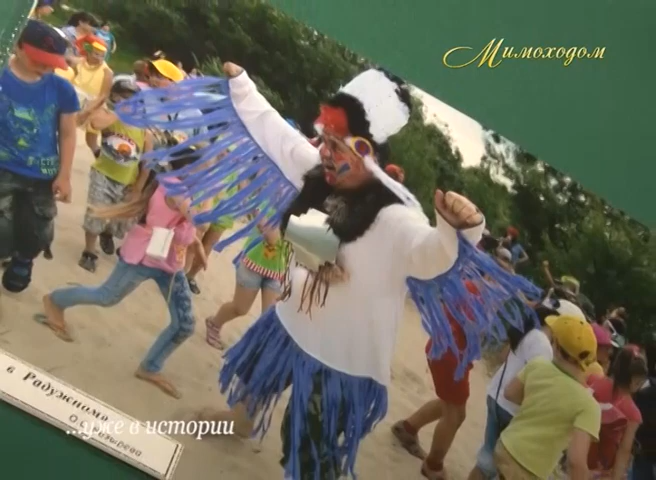 Мимоходом
в Радужном
...уже в истории